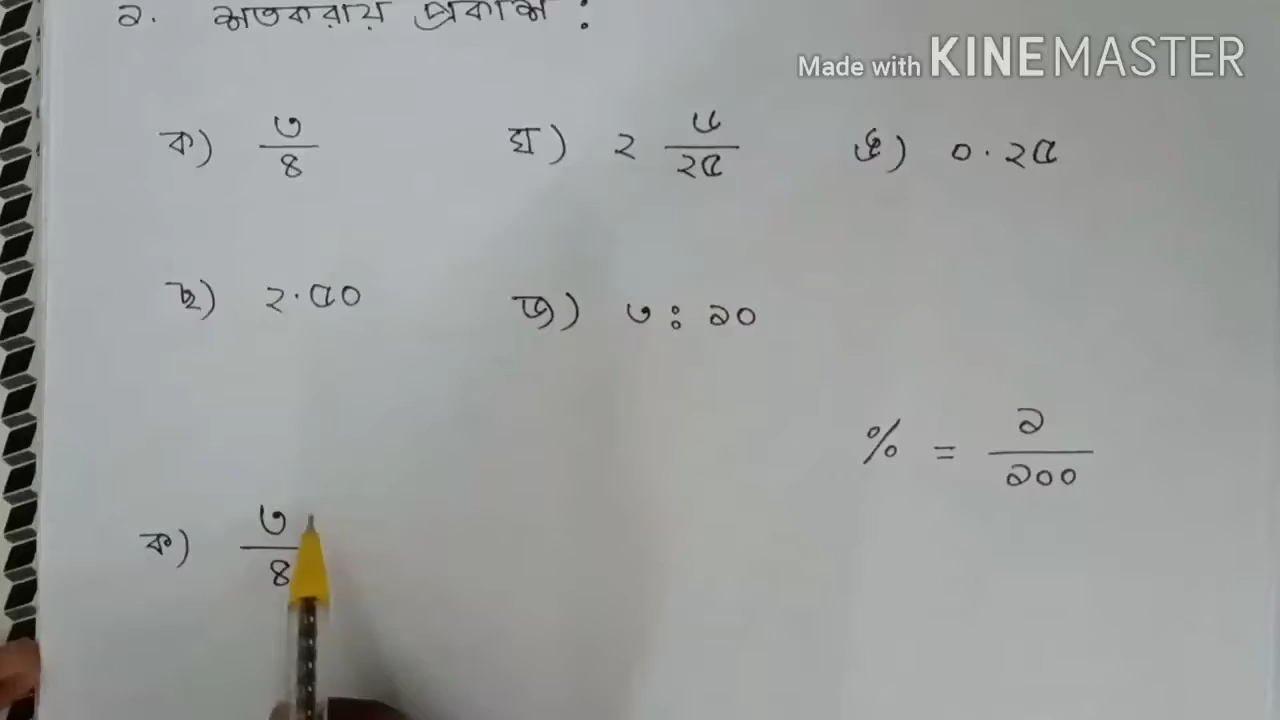 ১. শতকরায় প্রকাশ :
Made with KINEMASTER
ক) ৩/৪ ঘ) ২ ৬/২৫ ঙ) ০.২৫
ছ) ২.৫০ জ) ৩ : ১০
% = ১/১০০
ক) ৩/৪